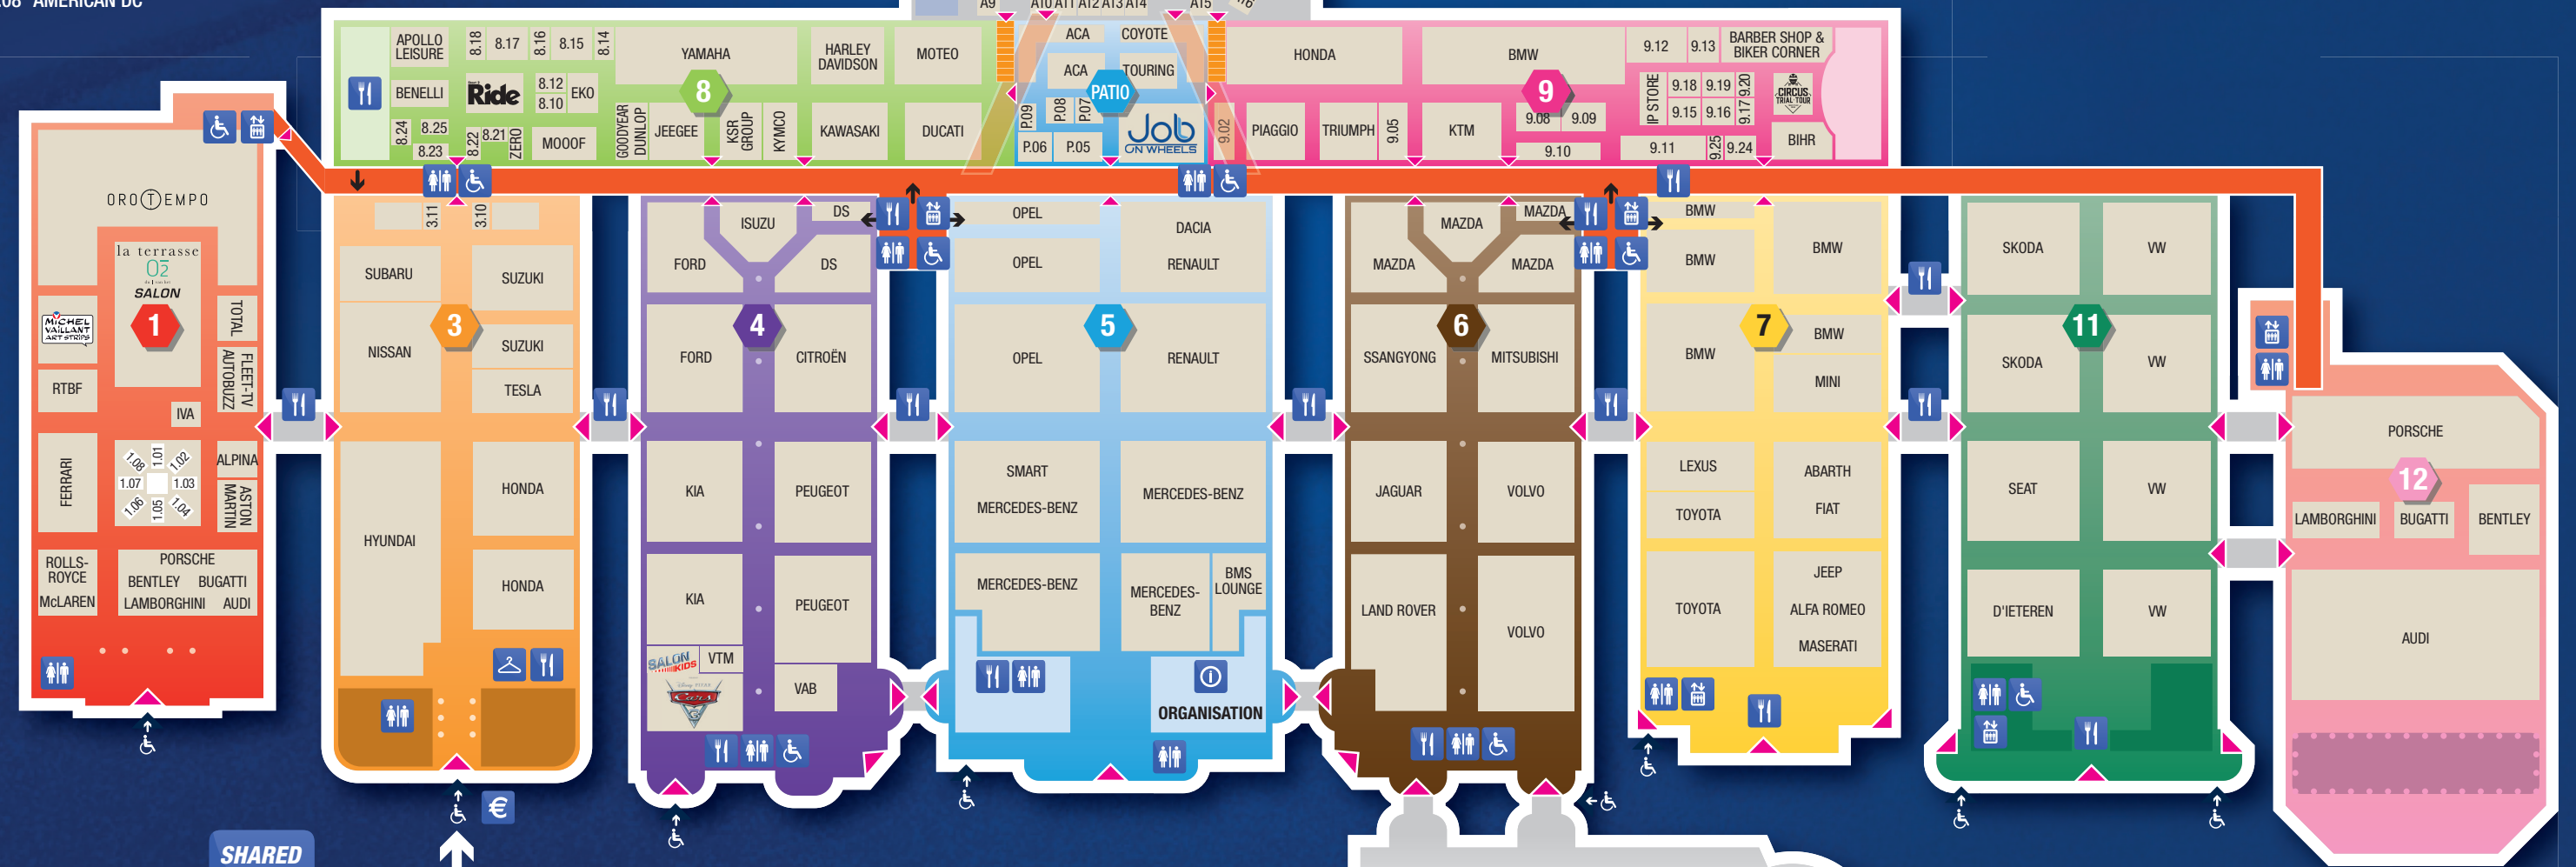 .08 AMERICAN DC
A9
A10 A11 A12 A13 A14
A15
APOLLO
LEISURE
8.18
8.17
8.16
8.15
8.14
YAMAHA
HARLEY
DAVIDSON
MOTEO
BENELLI
Ride
8.12
8.10
EKO
8
8.24
8.25
8.23
8.22
8.21
ZERO
MOOOF
GOODYEAR
DUNLOP
JEEGEE
KSR
GROUP
KYMCO
KAWASAKI
DUCATI
ACA
COYOTE
ACA
TOURING
PATIO
P.09
P.08
P.07
P.06
P.05
Job
ON WHEELS
HONDA
BMW
9.12
9.13
BARBER SHOP &
BIKER CORNER
9
IP STORE
9.18
9.19
9.20
9.15
9.16
9.17
CIRCUS
TRIAL TOUR
9.02
PIAGGIO
TRIUMPH
9.05
KTM
9.08
9.09
9.10
9.11
9.25
9.24
BIHR
OROTEMPO
la terrasse
O2
SALON
1
MICHEL
VAILLANT
ART STRIPS
TOTAL
RTBF
FLEET-TV
AUTOBUZZ
IVA
FERRARI
1.08
1.01
1.02
1.07
1.03
1.06
1.05
1.04
ALPINA
ASTON
MARTIN
ROLLS-
ROYCE
McLAREN
PORSCHE
BENTLEY BUGATTI
LAMBORGHINI AUDI
3.11
3.10
SUBARU
SUZUKI
3
NISSAN
SUZUKI
TESLA
HYUNDAI
HONDA
HONDA
€
SHARED
ISUZU
DS
FORD
DS
4
FORD
CITROËN
KIA
PEUGEOT
KIA
PEUGEOT
SALON
KIDS
VTM
Cars
3
VAB
OPEL
DACIA
OPEL
RENAULT
5
OPEL
RENAULT
SMART
MERCEDES-BENZ
MERCEDES-BENZ
MERCEDES-BENZ
MERCEDES-
BENZ
BMS
LOUNGE
ORGANISATION
MAZDA
MAZDA
MAZDA
MAZDA
6
SSANGYONG
MITSUBISHI
JAGUAR
VOLVO
LAND ROVER
VOLVO
BMW
BMW
BMW
7
BMW
BMW
MINI
LEXUS
ABARTH
TOYOTA
FIAT
TOYOTA
JEEP
ALFA ROMEO
MASERATI
SKODA
VW
11
SKODA
VW
SEAT
VW
D'IETEREN
VW
PORSCHE
12
LAMBORGHINI
BUGATTI
BENTLEY
AUDI